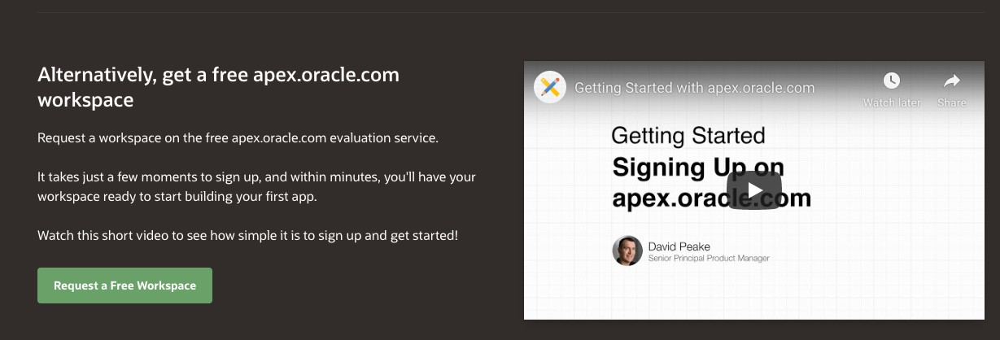 Alternatively, get a free apex.oracle.com
workspace
Request a workspace on the free apex.oracle.com evaluation service.
It takes just a few moments to sign up, and within minutes, you'll have your
workspace ready to start building your first app.
Watch this short video to see how simple it is to sign up and get started!
Request a Free Workspace
Getting Started with apex.oracle.com
Watch later
Share
Getting Started
Signing Up on
apex.oracle.com
David Peake
Senior Principal Product Manager